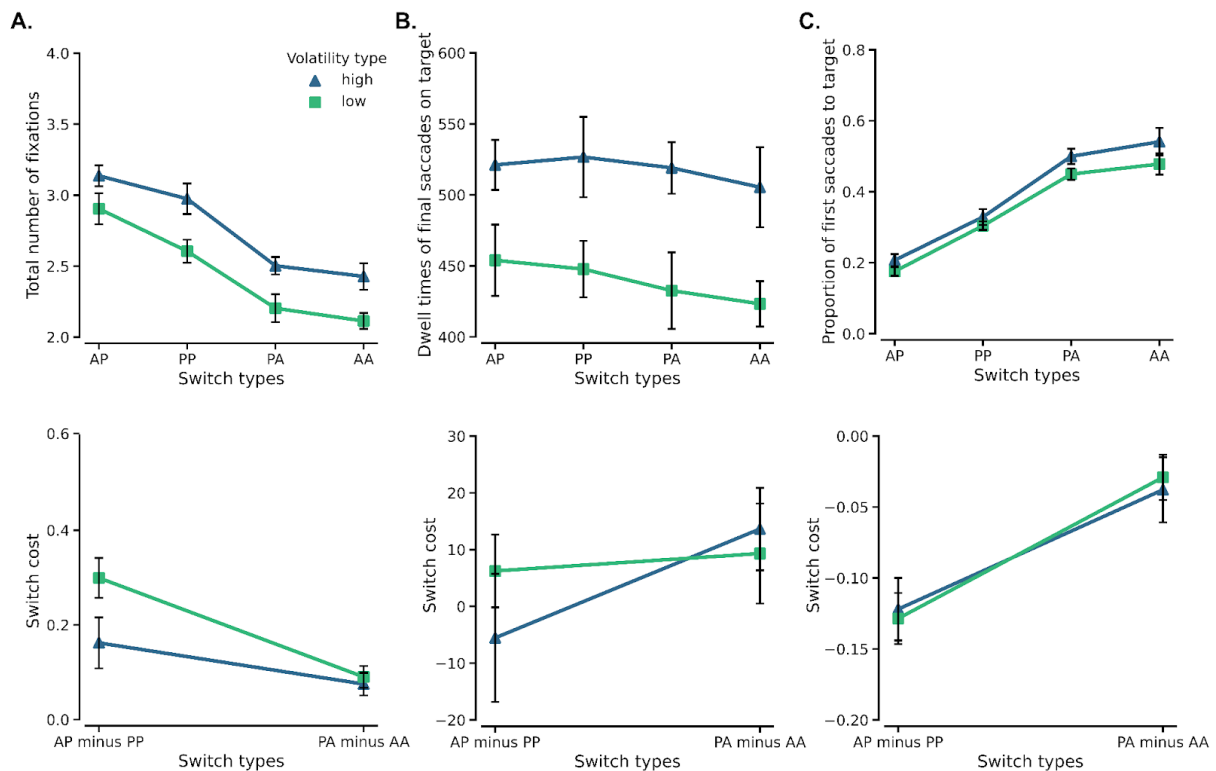 A.
Total number of fixations
4.0
3.5
3.0
2.5
2.0
Volatility type
high
low
AP PP PA AA
Switch types
B.
Dwell times of final saccades on target
600
550
500
450
400
AP PP PA AA
Switch types
C.
Proportion of first saccades to target
0.8
0.6
0.4
0.2
0.0
AP PP PA AA
Switch types
Switch cost
0.6
0.4
0.2
0.0
AP minus PP PA minus AA
Switch types
Switch cost
30
20
10
0
−10
−20
AP minus PP PA minus AA
Switch types
Switch cost
0.00
−0.05
−0.10
−0.15
−0.20
AP minus PP PA minus AA
Switch types